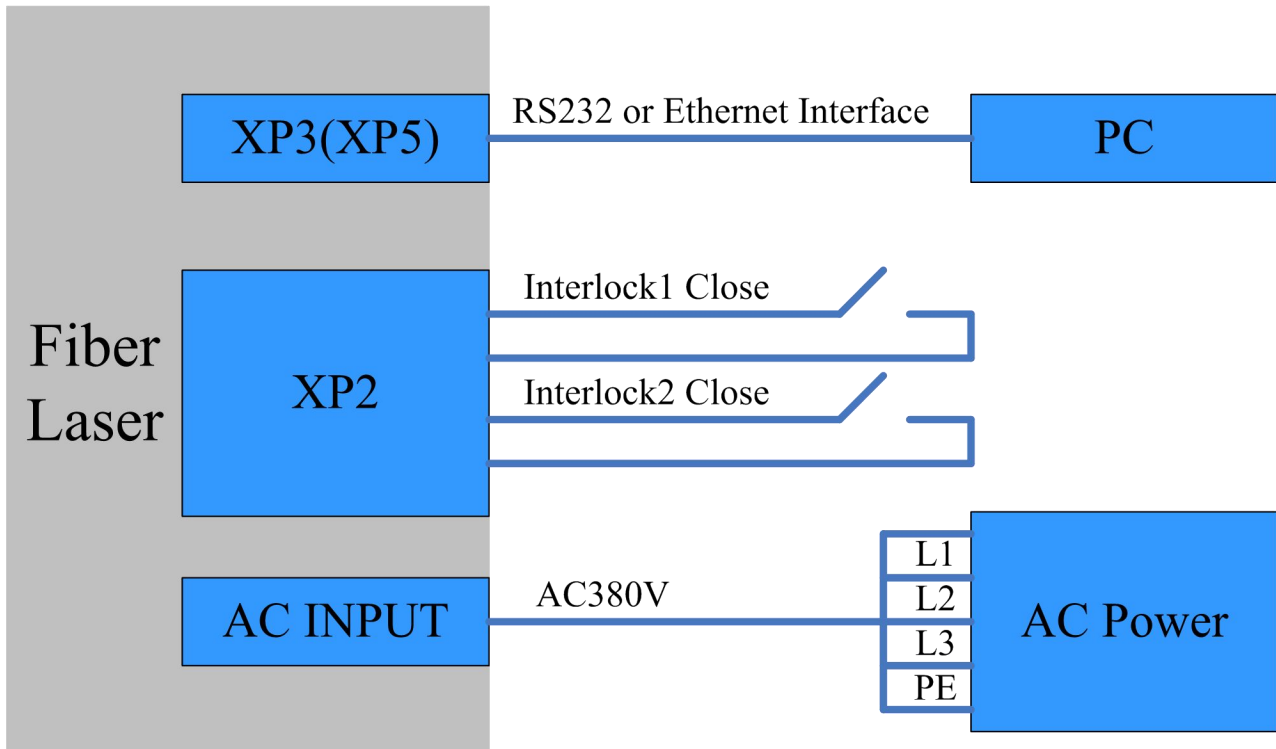 RS232 or Ethernet Interface
XP3(XP5)
PC
Interlock1 Close
Fiber
Laser
XP2
Interlock2 Close
L1
AC380V
L2
AC INPUT
AC Power
L3
PE